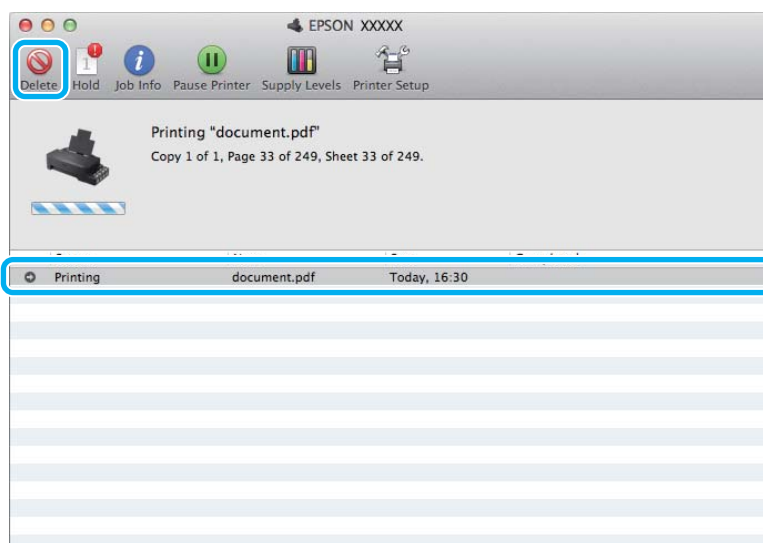 EPSON XXXXX
1
Delete Hold Job Info Pause Printer Supply Levels Printer Setup
Printing "document.pdf"
Copy 1 of 1, Page 33 of 249, Sheet 33 of 249.
Printing document.pdf Today, 16:30